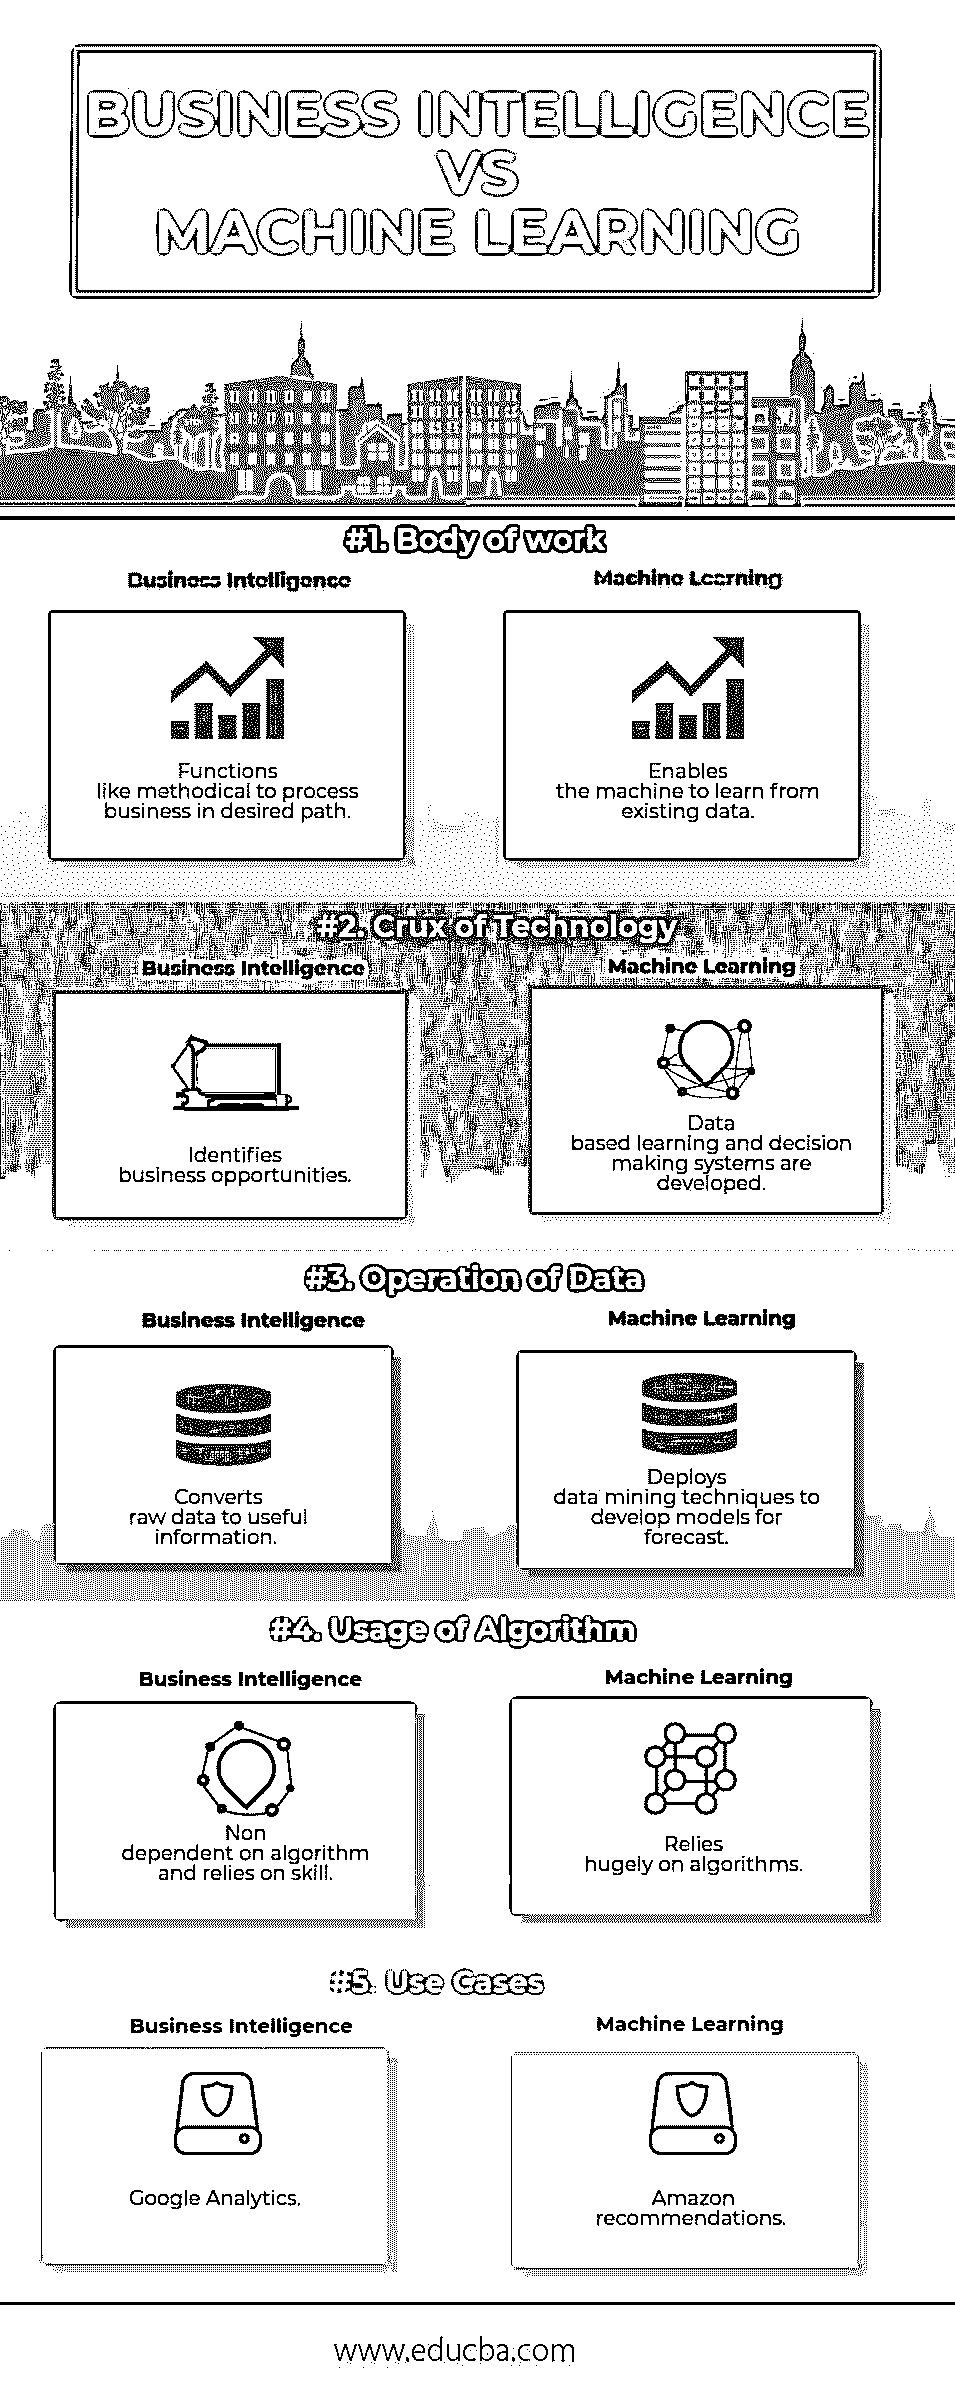 BUSINESS INTELLIGENCE
VS
MACHINE LEARNING
#1. Body of work
Business Intelligence
Machine Learning
Functions
like methodical to process
business in desired path.
Enables
the machine to learn from
existing data.
#2. Crux of Technology
Business Intelligence
Machine Learning
Identifies
business opportunities.
Data
based learning and decision
making systems are
developed.
#3. Operation of Data
Business Intelligence
Machine Learning
Converts
raw data to useful
information.
Deploys
data mining techniques to
develop models for
forecast.
#4. Usage of Algorithm
Business Intelligence
Machine Learning
Non
dependent on algorithm
and relies on skill.
Relies
hugely on algorithms.
#5. Use Cases
Business Intelligence
Machine Learning
Google Analytics.
Amazon
recommendations.
www.educba.com